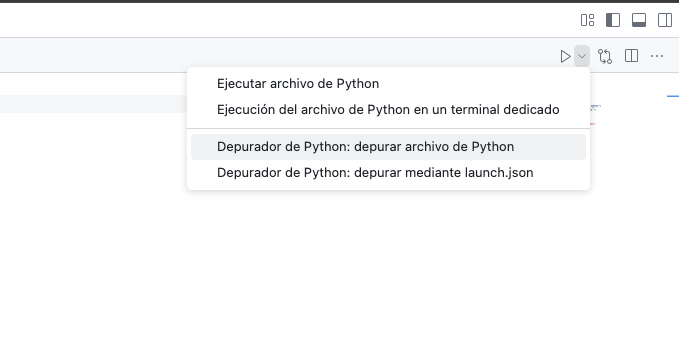 Ejecutar archivo de Python
Ejecución del archivo de Python en un terminal dedicado
Depurador de Python: depurar archivo de Python
Depurador de Python: depurar mediante launch.json